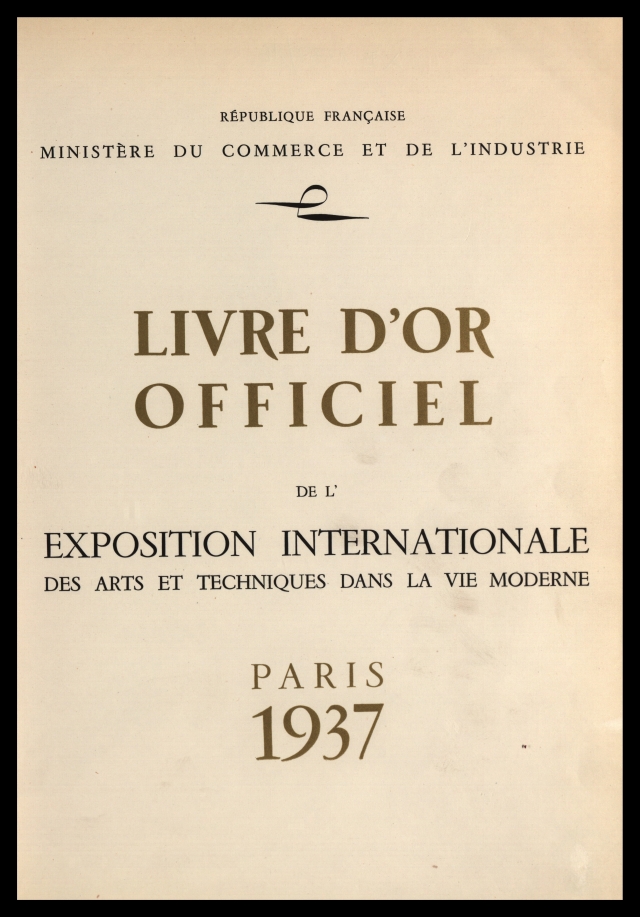 RÉPUBLIQUE FRANÇAISE
MINISTÈRE DU COMMERCE ET DE L'INDUSTRIE
LIVRE D'OR
OFFICIEL
DE L'
EXPOSITION INTERNATIONALE
DES ARTS ET TECHNIQUES DANS LA VIE MODERNE
PARIS
1937